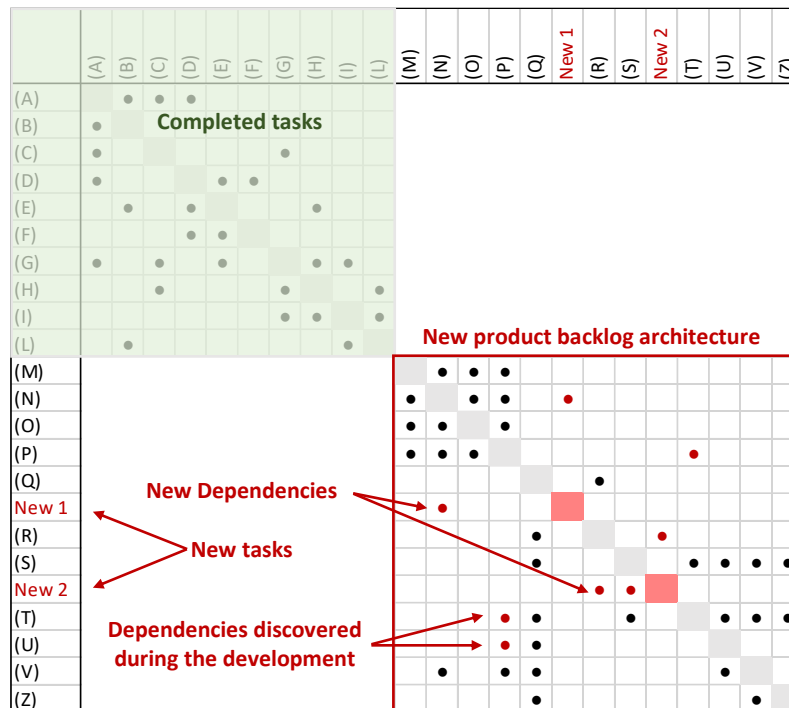 (A) (B) (C) (D) (E) (F) (G) (H) (I) (L) (M) (N) (O) (P) (Q) New 1 (R) (S) New 2 (T) (U) (V) (Z)
(A)
(B)
Completed tasks
(C)
(D)
(E)
(F)
(G)
(H)
(I)
New product backlog architecture
(L)
(M)
(N)
(O)
(P)
(Q)
New Dependencies
New 1
(R)
New tasks
(S)
New 2
(T)
Dependencies discovered
(U)
during the development
(V)
(Z)